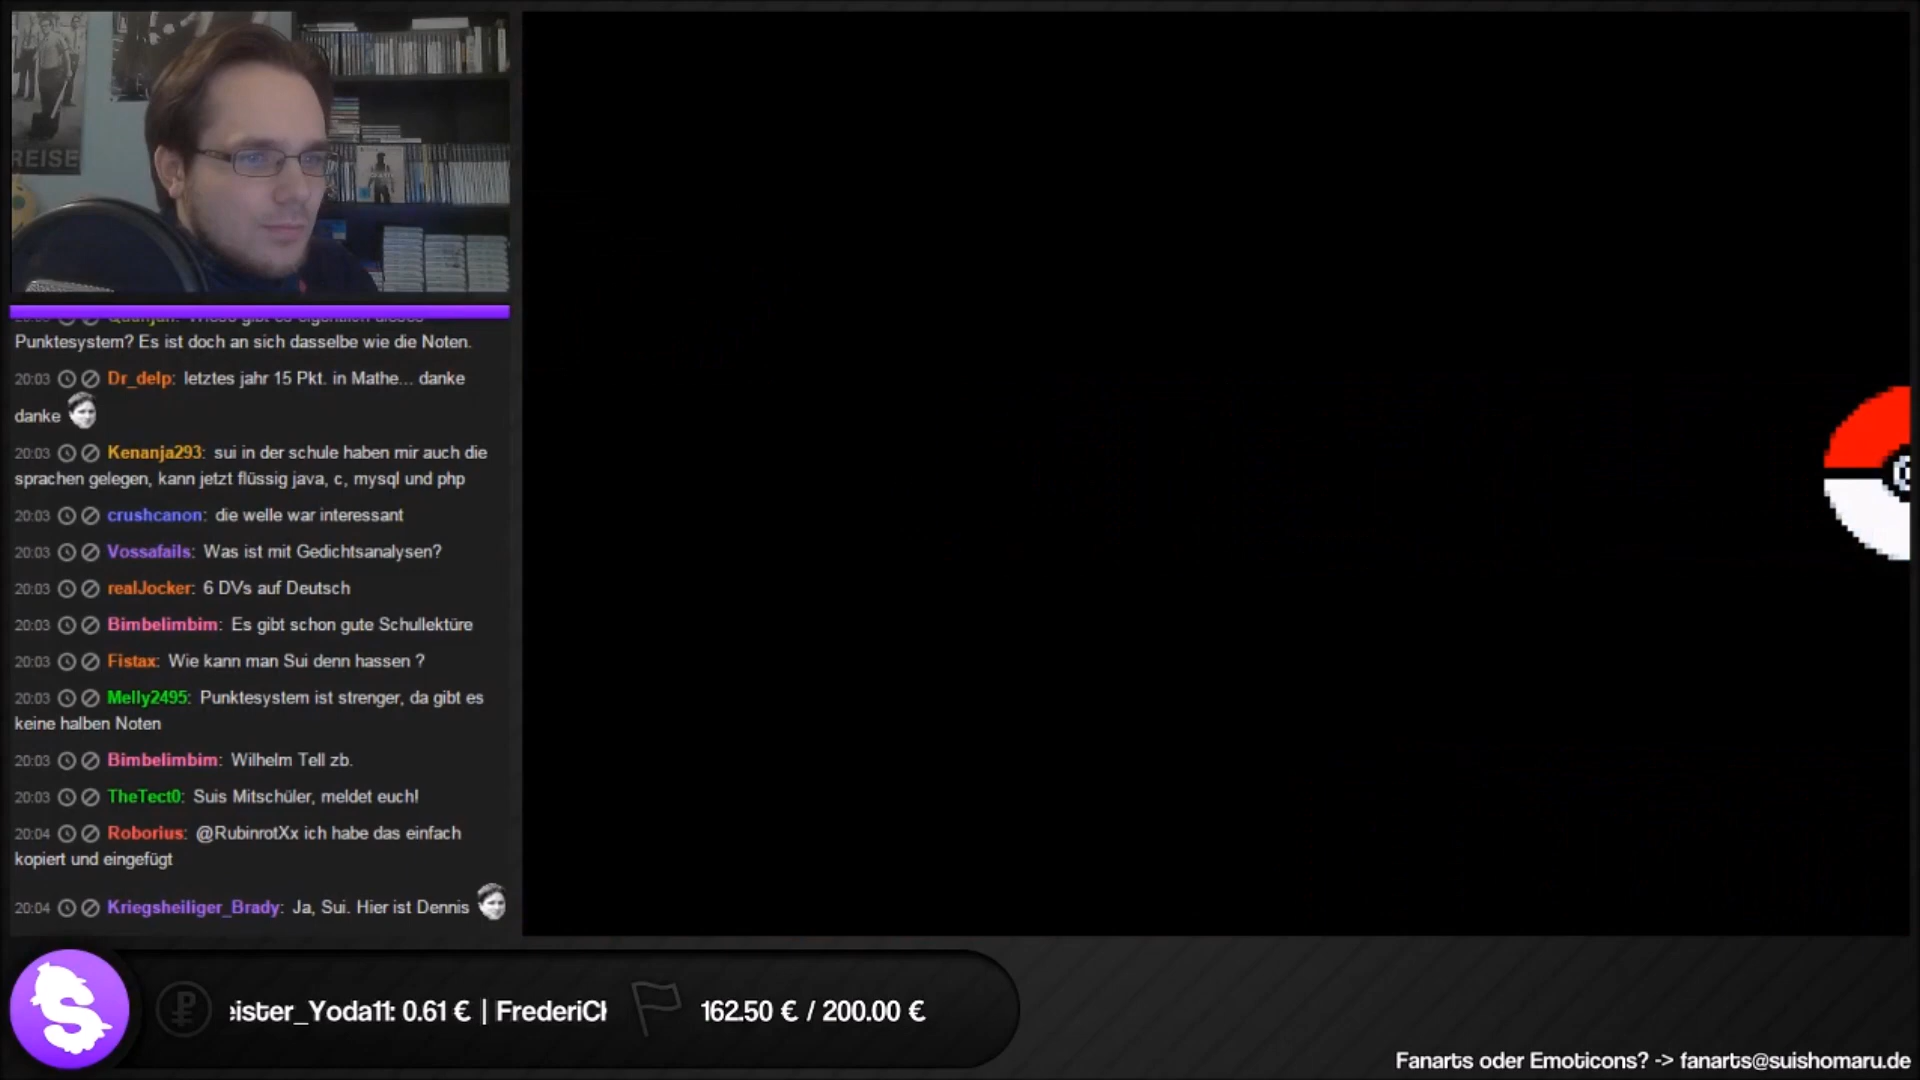 REISE
Punktesystem? Es ist doch an sich dasselbe wie die Noten.
20:03 Dr_delp: letztes jahr 15 Pkt. in Mathe... danke
danke
20:03 Kenanja293: sui in der schule haben mir auch die
sprachen gelegen, kann jetzt flüssig java, c, mysql und php
20:03 crushcanon: die welle war interessant
20:03 Vossafails: Was ist mit Gedichtsanalysen?
20:03 realJocker: 6 DVs auf Deutsch
20:03 Bimbelimbim: Es gibt schon gute Schullektüre
20:03 Fistax: Wie kann man Sui denn hassen ?
20:03 Melly2495: Punktesystem ist strenger, da gibt es
keine halben Noten
20:03 Bimbelimbim: Wilhelm Tell zb.
20:03 TheTect0: Suis Mitschüler, meldet euch!
20:04 Roborius: @RubinrotXx ich habe das einfach
kopiert und eingefügt
20:04 Kriegsheiliger_Brady: Ja, Sui. Hier ist Dennis
S
eister_Yoda11: 0.61 € | FrederiCh
162.50 € / 200.00 €
Fanarts oder Emoticons? -> fanarts@suishomaru.de